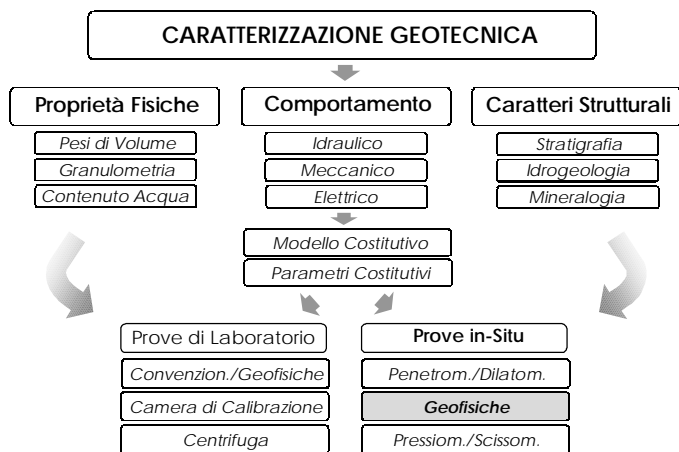 CARATTERIZZAZIONE GEOTECNICA
Proprietà Fisiche
Pesi di Volume
Granulometria
Contenuto Acqua
Comportamento
Idraulico
Meccanico
Elettrico
Caratteri Strutturali
Stratigrafia
Idrogeologia
Mineralogia
Modello Costitutivo
Parametri Costitutivi
Prove di Laboratorio
Convenzion./Geofisiche
Camera di Calibrazione
Centrifuga
Prove in-Situ
Penetrom./Dilatom.
Geofisiche
Pressiom./Scissom.